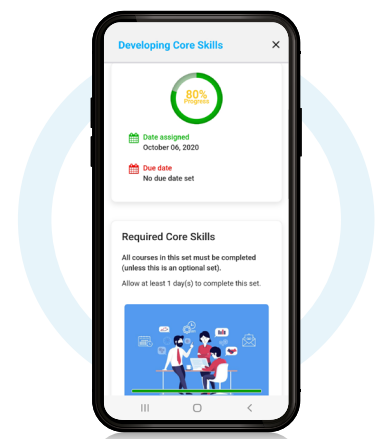 Developing Core Skills
80%
Progress
Date assigned
October 06, 2020
Due date
No due date set
Required Core Skills
All courses in this set must be completed
(unless this is an optional set).
Allow at least 1 day(s) to complete this set.